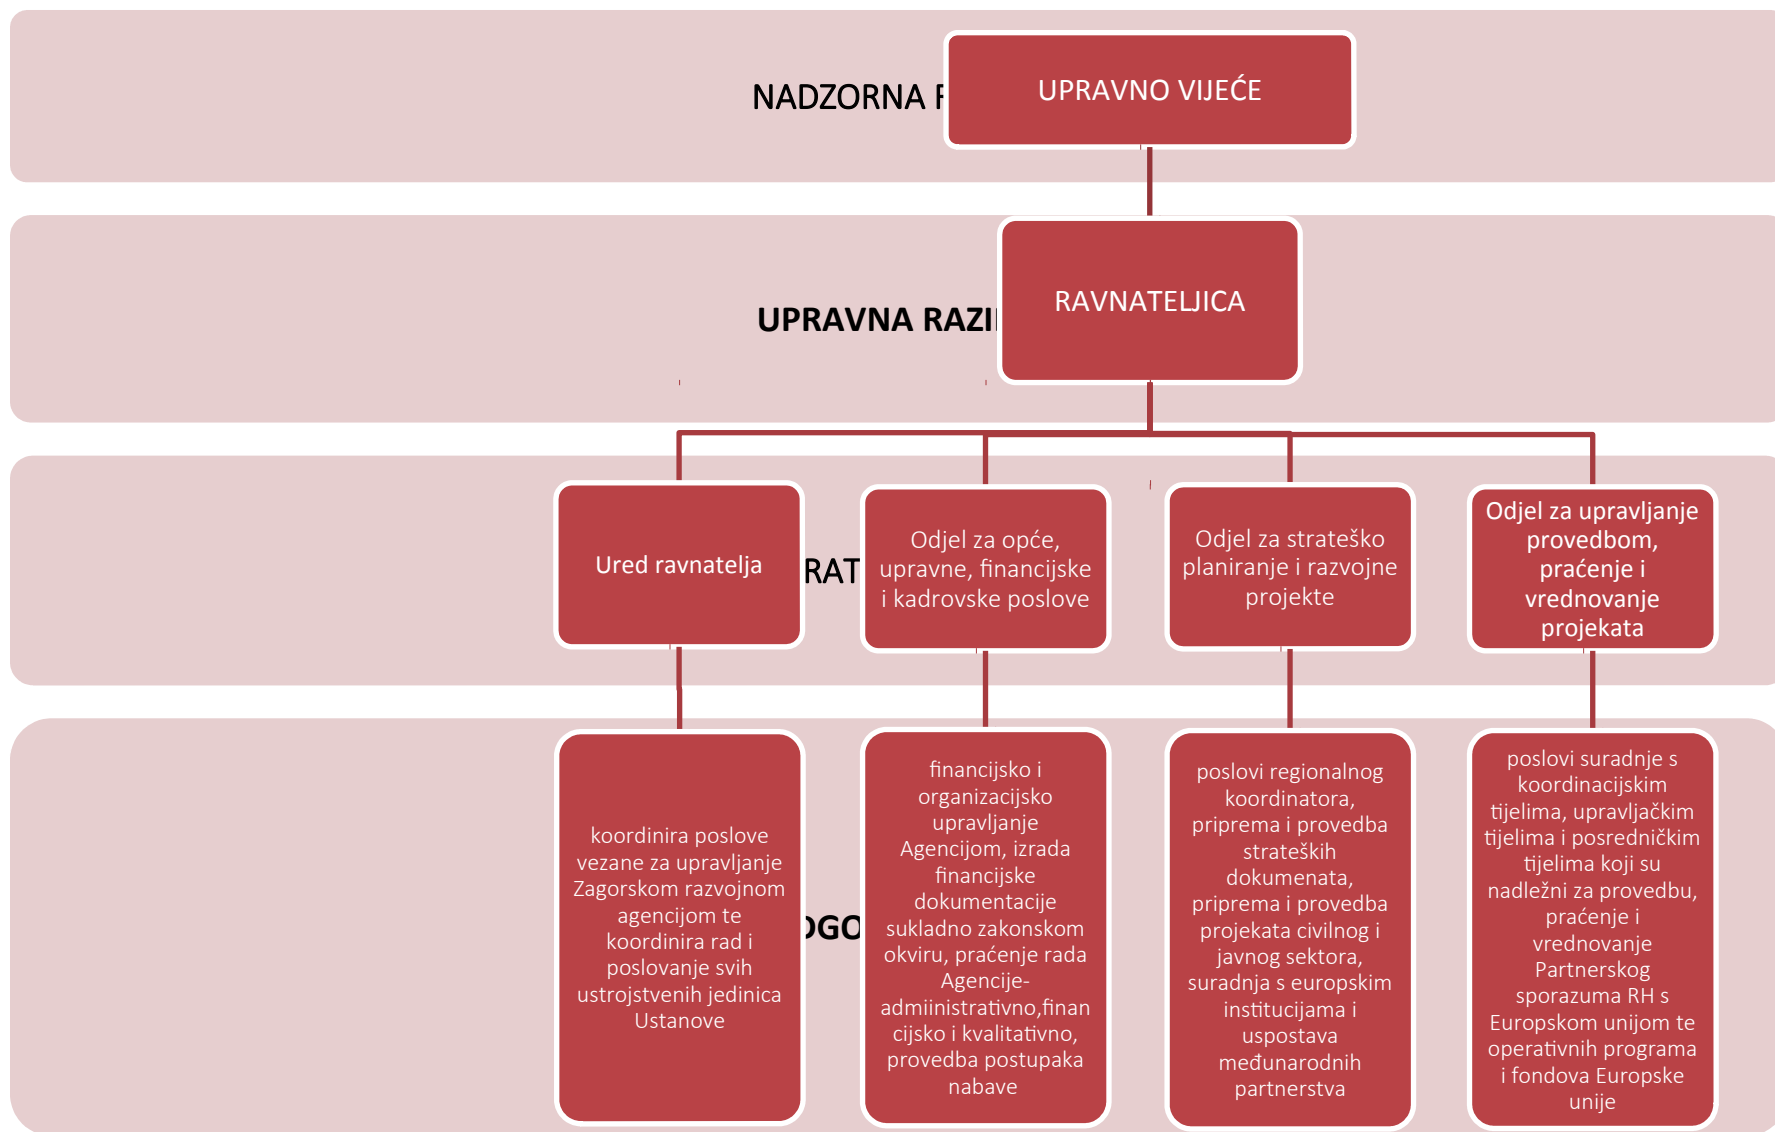 NADZORNA
UPRAVNO VIJEĆE
UPRAVNA
RAVNATELJICA
Ured ravnatelja
Odjel za opće,
upravne, financijske
i kadrovske poslove
Odjel za strateško
planiranje i razvojne
projekte
Odjel za upravljanje
provedbom,
praćenje i
vrednovanje
projekata
koordinira poslove
vezane za upravljanje
Zagorskom razvojnom
agencijom te
koordinira rad i
poslovanje svih
ustrojstvenih jedinica
Ustanove
financijsko i
organizacijsko
upravljanje
Agencijom, izrada
financijske
dokumentacije
sukladno zakonskom
okviru, praćenje rada
Agencije-
admiinistrativno,finan
cijsko i kvalitativno,
provedba postupaka
nabave
poslovi regionalnog
koordinatora,
priprema i provedba
strateških
dokumenata,
priprema i provedba
projekata civilnog i
javnog sektora,
suradnja s europskim
institucijama i
uspostava
međunarodnih
partnerstva
poslovi suradnje s
koordinacijskim
tijelima, upravljačkim
tijelima i posredničkim
tijelima koji su
nadležni za provedbu,
praćenje i
vrednovanje
Partnerskog
sporazuma RH s
Europskom unijom te
operativnih programa
i fondova Europske
unije